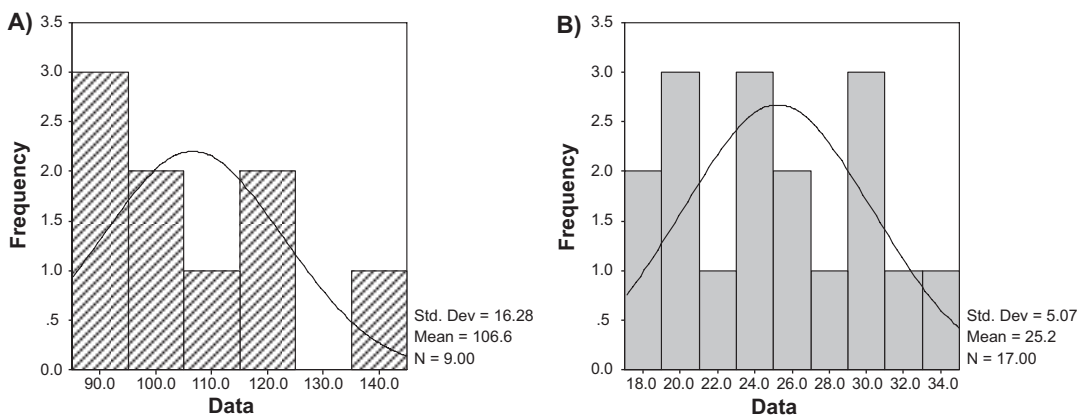 A)
3.5
3.0
2.5
2.0
1.5
1.0
.5
0.0
Frequency
90.0 100.0 110.0 120.0 130.0 140.0
Data
Std. Dev = 16.28
Mean = 106.6
N = 9.00
B)
3.5
3.0
2.5
2.0
1.5
1.0
.5
0.0
Frequency
18.0 20.0 22.0 24.0 26.0 28.0 30.0 32.0 34.0
Data
Std. Dev = 5.07
Mean = 25.2
N = 17.00